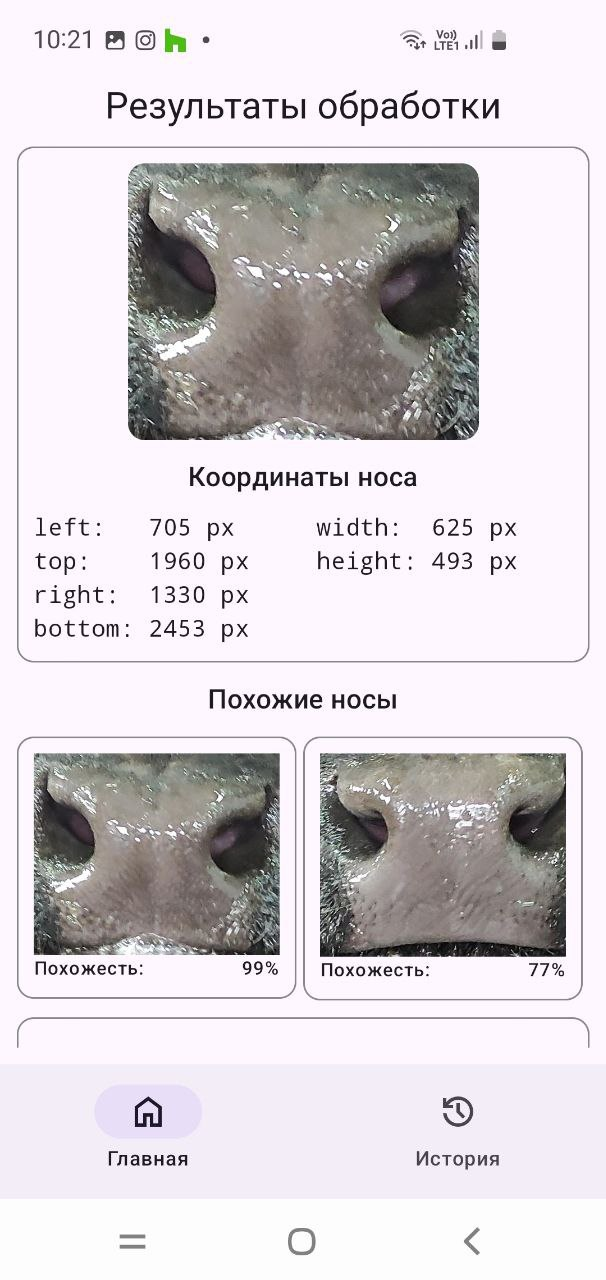 10:21 Vo)) LTE1
Результаты обработки
Координаты носа
left: 705 px width: 625 px
top: 1960 px height: 493 px
right: 1330 px
bottom: 2453 px
Похожие носы
Похожесть: 99% Похожесть: 77%
Главная История